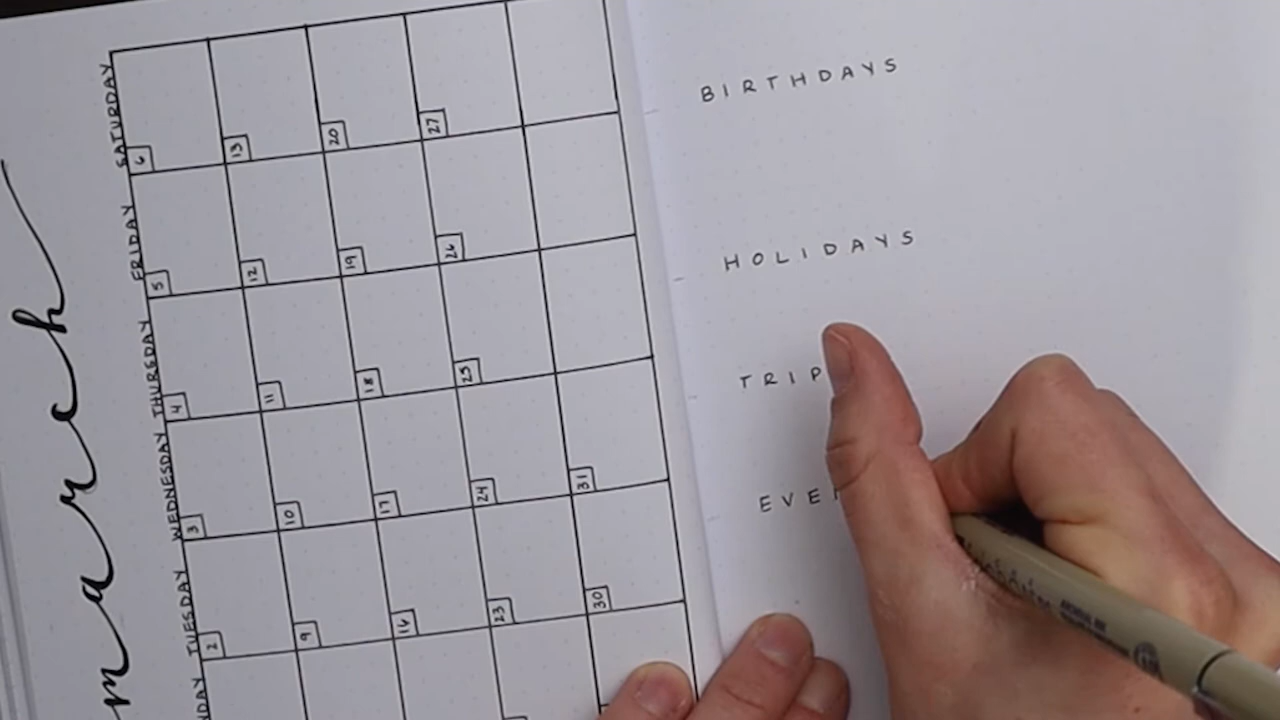 march
SATURDAY
FRIDAY
THURSDAY
WEDNESDAY
TUESDAY
6 13 20 27
5 12 19 26
4 11 18 25
3 10 17 24 31
2 9 16 23 30
BIRTHDAYS
HOLIDAYS
TRIP
EVE